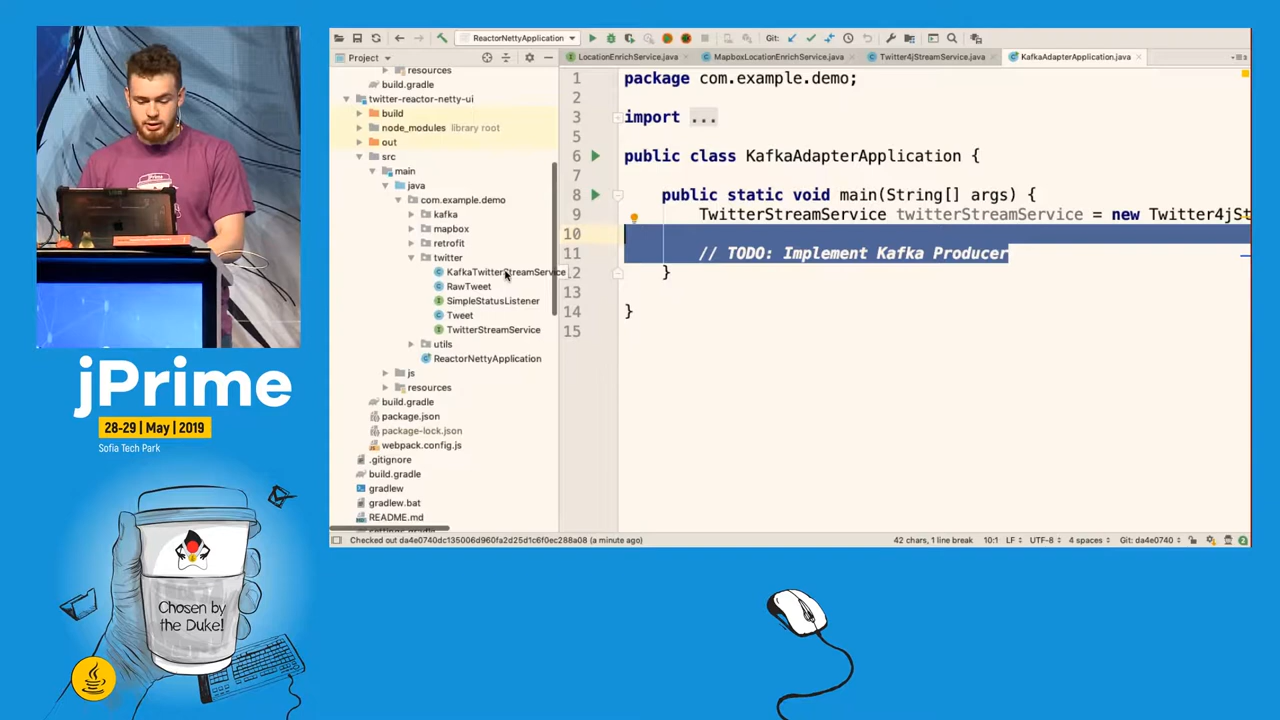 ReactorNettyApplication
Git:
Project
LocationEnrichService.java
MapboxLocationEnrichService.java
Twitter4jStreamService.java
KafkaAdapterApplication.java
resources
build.gradle
twitter-reactor-netty-ui
build
node_modules library root
out
src
main
java
com.example.demo
kafka
mapbox
retrofit
twitter
KafkaTwitterStreamService
RawTweet
SimpleStatusListener
Tweet
TwitterStreamService
utils
ReactorNettyApplication
js
resources
build.gradle
package.json
package-lock.json
webpack.config.js
.gitignore
build.gradle
gradlew
gradlew.bat
README.md
1 package com.example.demo;
2
3 import ...
5
6 public class KafkaAdapterApplication {
7
8 public static void main(String[] args) {
9 TwitterStreamService twitterStreamService = new Twitter4jSt
10
11 // TODO: Implement Kafka Producer
12 }
13
14 }
15
Checked out da4e0740dc135006d960fa2d25d1c6f0ec288a08 (a minute ago)
42 chars, 1 line break 10:1 LF UTF-8 4 spaces Git: da4e0740
jPrime
28-29 | May | 2019
Sofia Tech Park
Chosen by
the Duke!